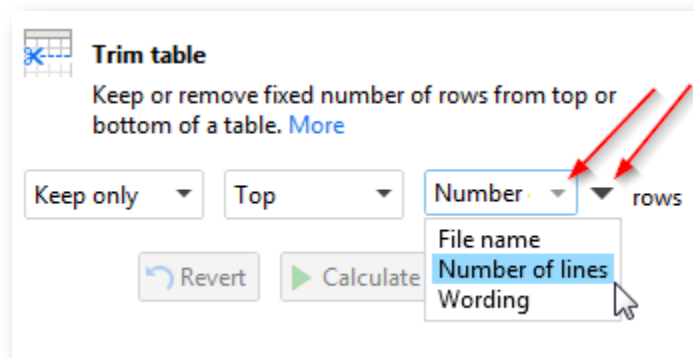 Trim table
Keep or remove fixed number of rows from top or
bottom of a table. More
Keep only Top Number rows
File name
Number of lines
Wording
Revert Calculate